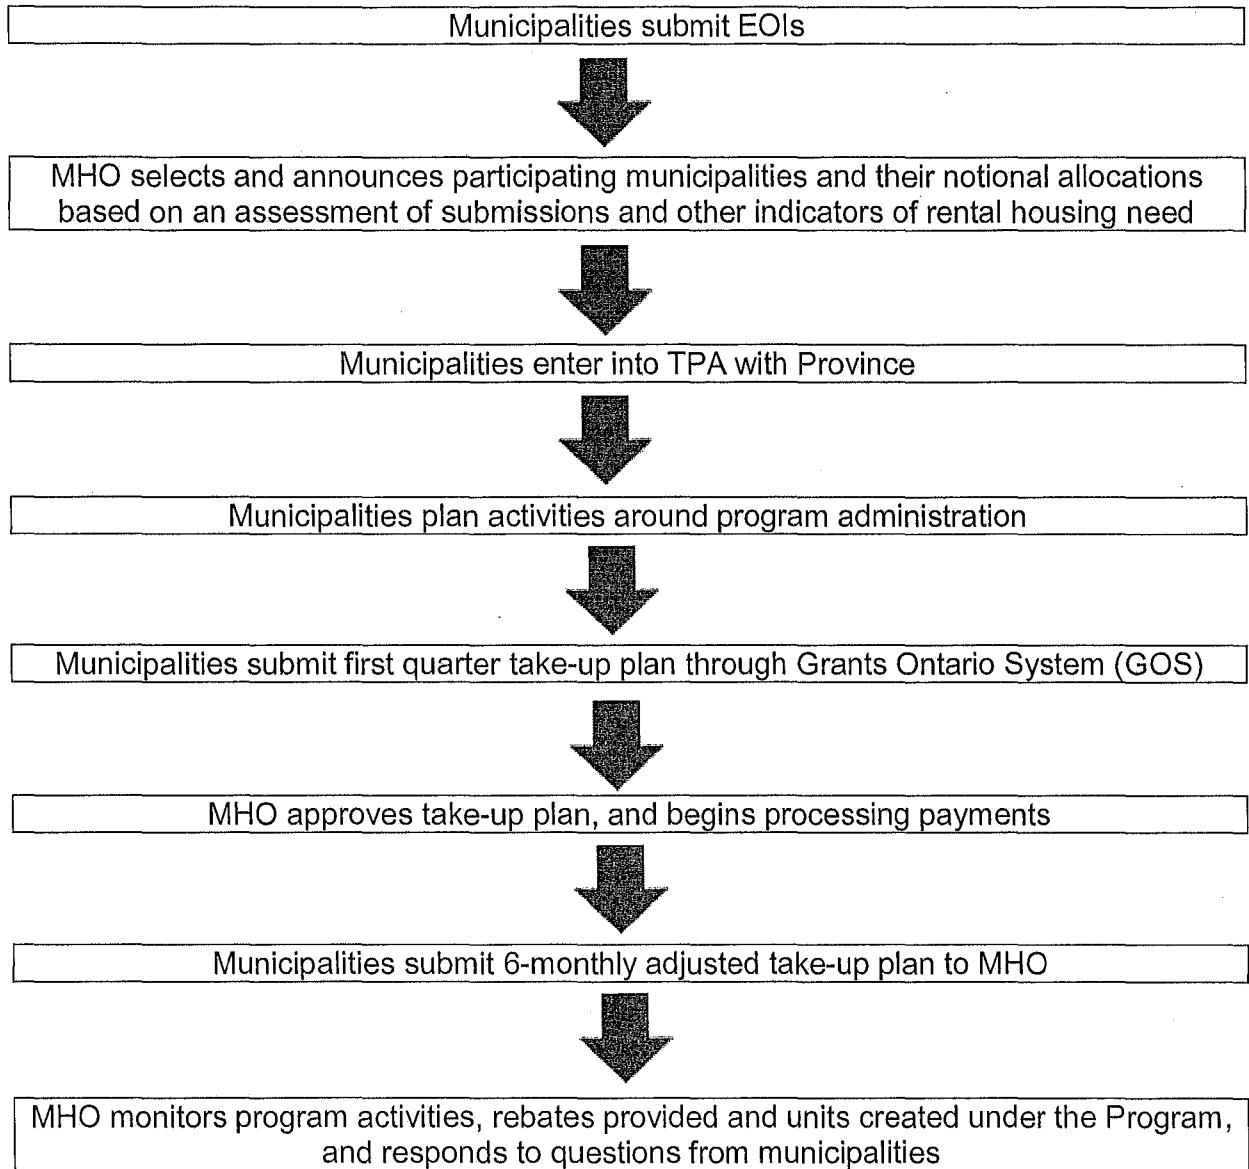 Municipalities submit EOIs
MHO selects and announces participating municipalities and their notional allocations
based on an assessment of submissions and other indicators of rental housing need
Municipalities enter into TPA with Province
Municipalities plan activities around program administration
Municipalities submit first quarter take-up plan through Grants Ontario System (GOS)
MHO approves take-up plan, and begins processing payments
Municipalities submit 6-monthly adjusted take-up plan to MHO
MHO monitors program activities, rebates provided and units created under the Program,
and responds to questions from municipalities